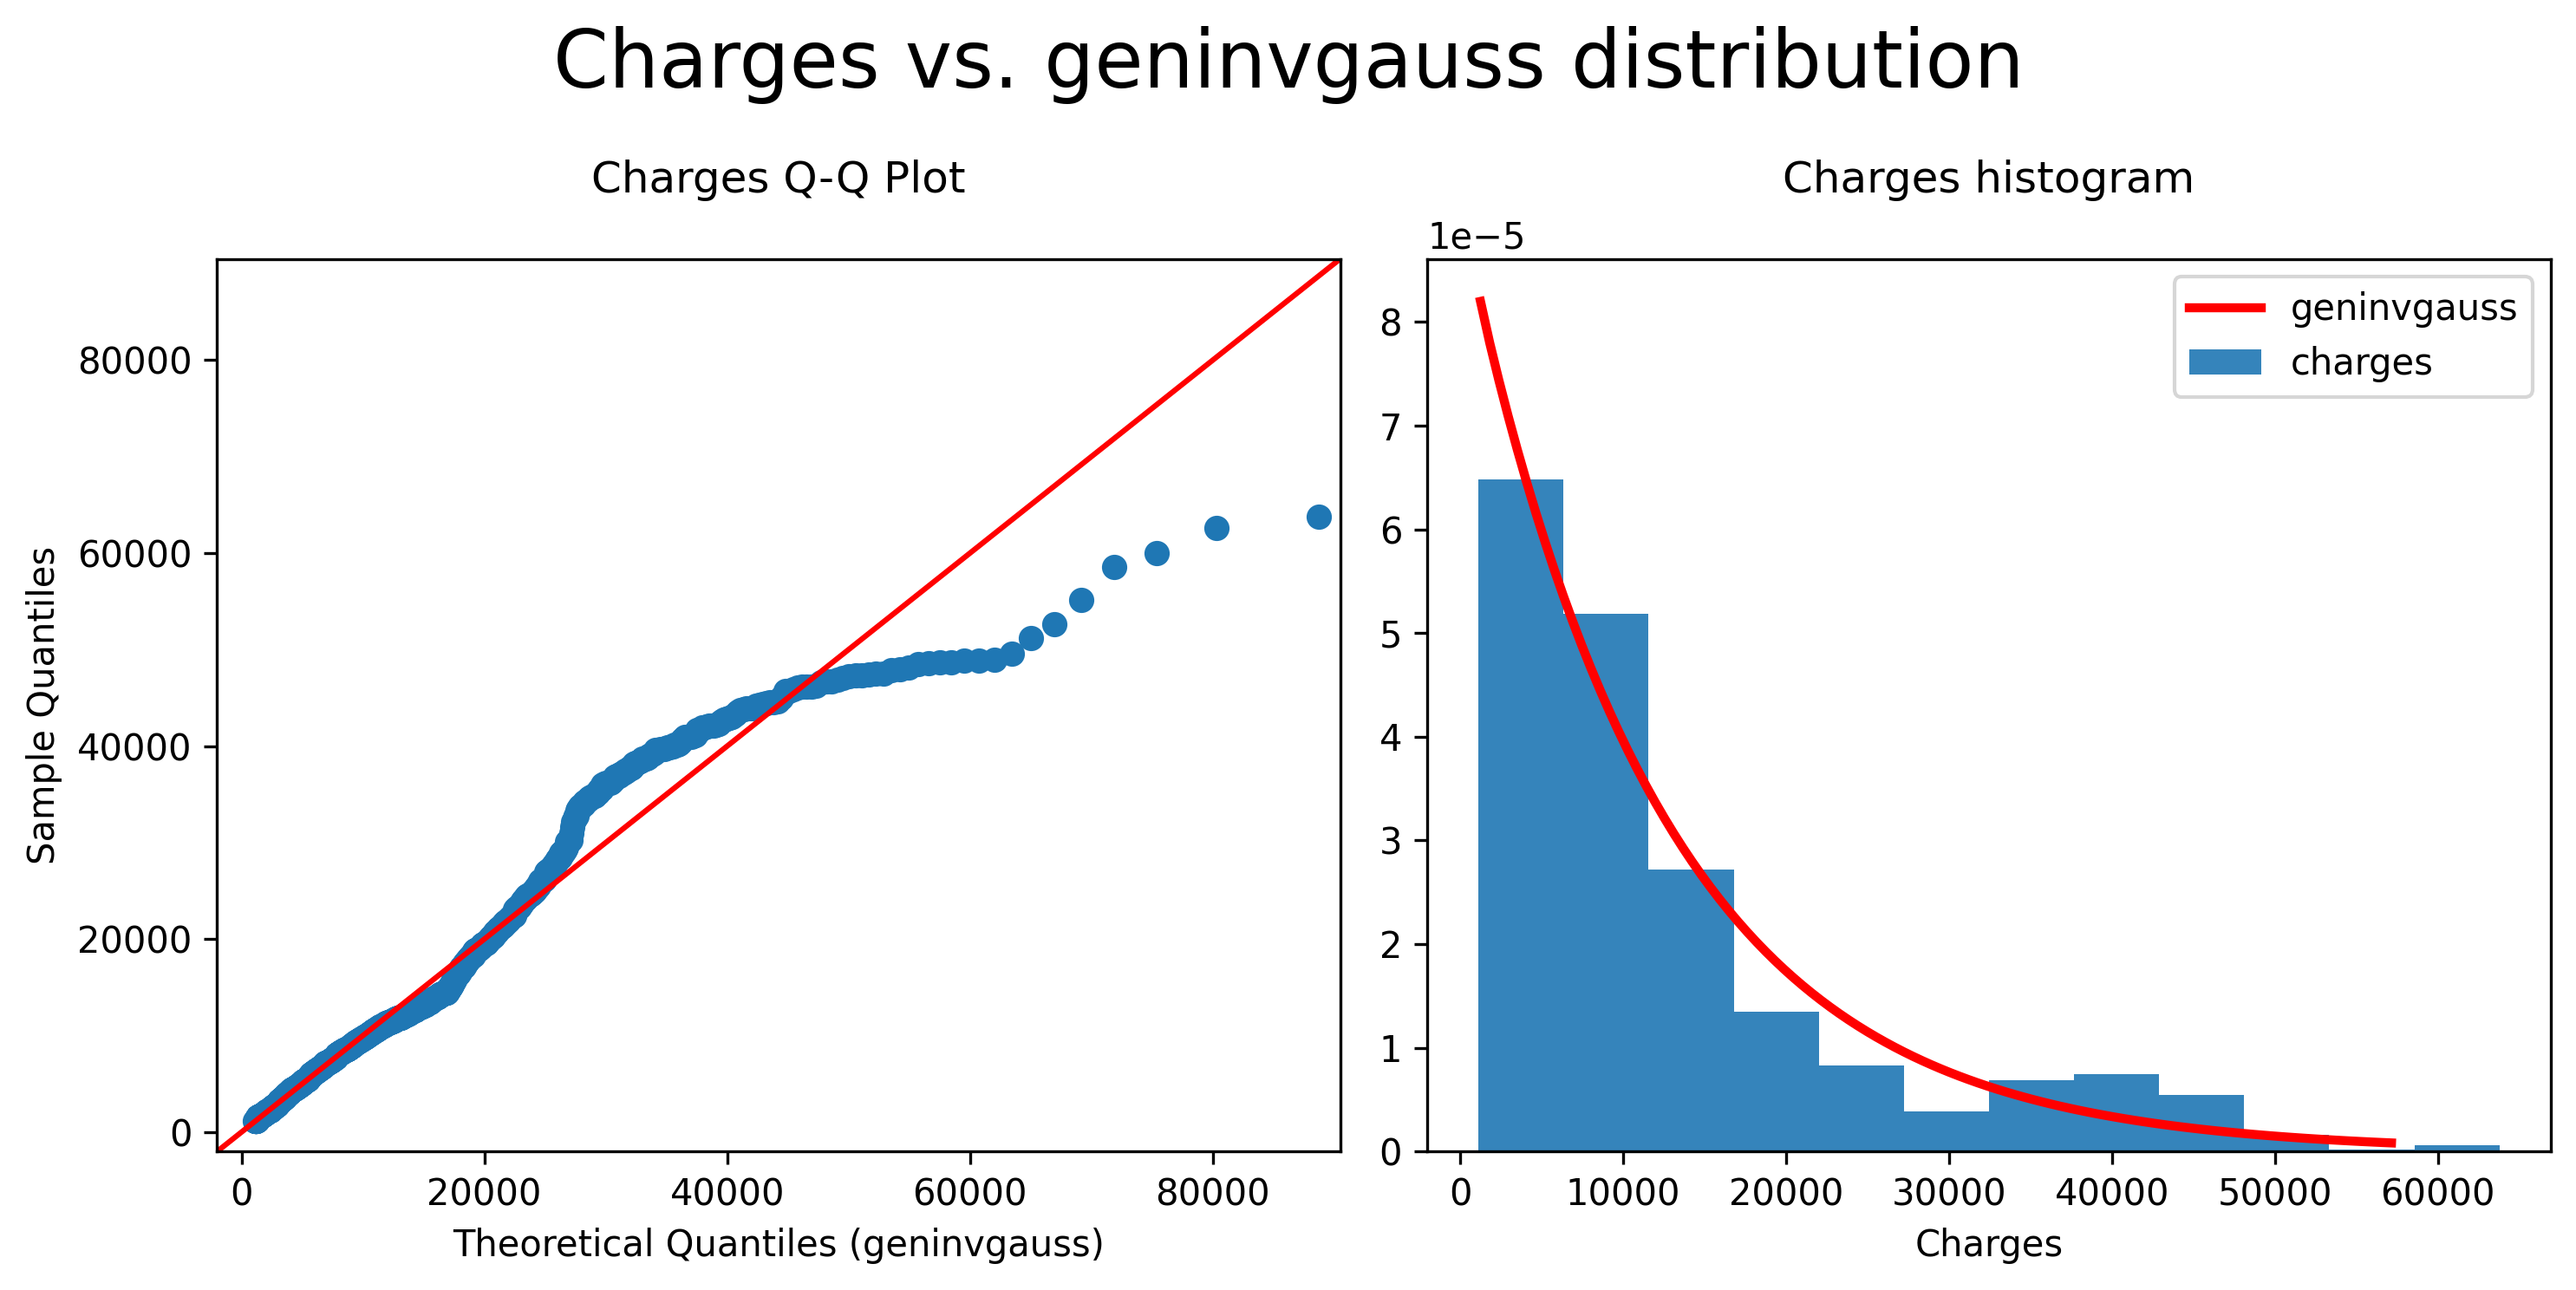 Charges vs. geninvgauss distribution
Charges Q-Q Plot
80000
60000
40000
20000
0
Sample Quantiles
0 20000 40000 60000 80000
Theoretical Quantiles (geninvgauss)
Charges histogram
1e−5
geninvgauss
charges
8
7
6
5
4
3
2
1
0
0 10000 20000 30000 40000 50000 60000
Charges